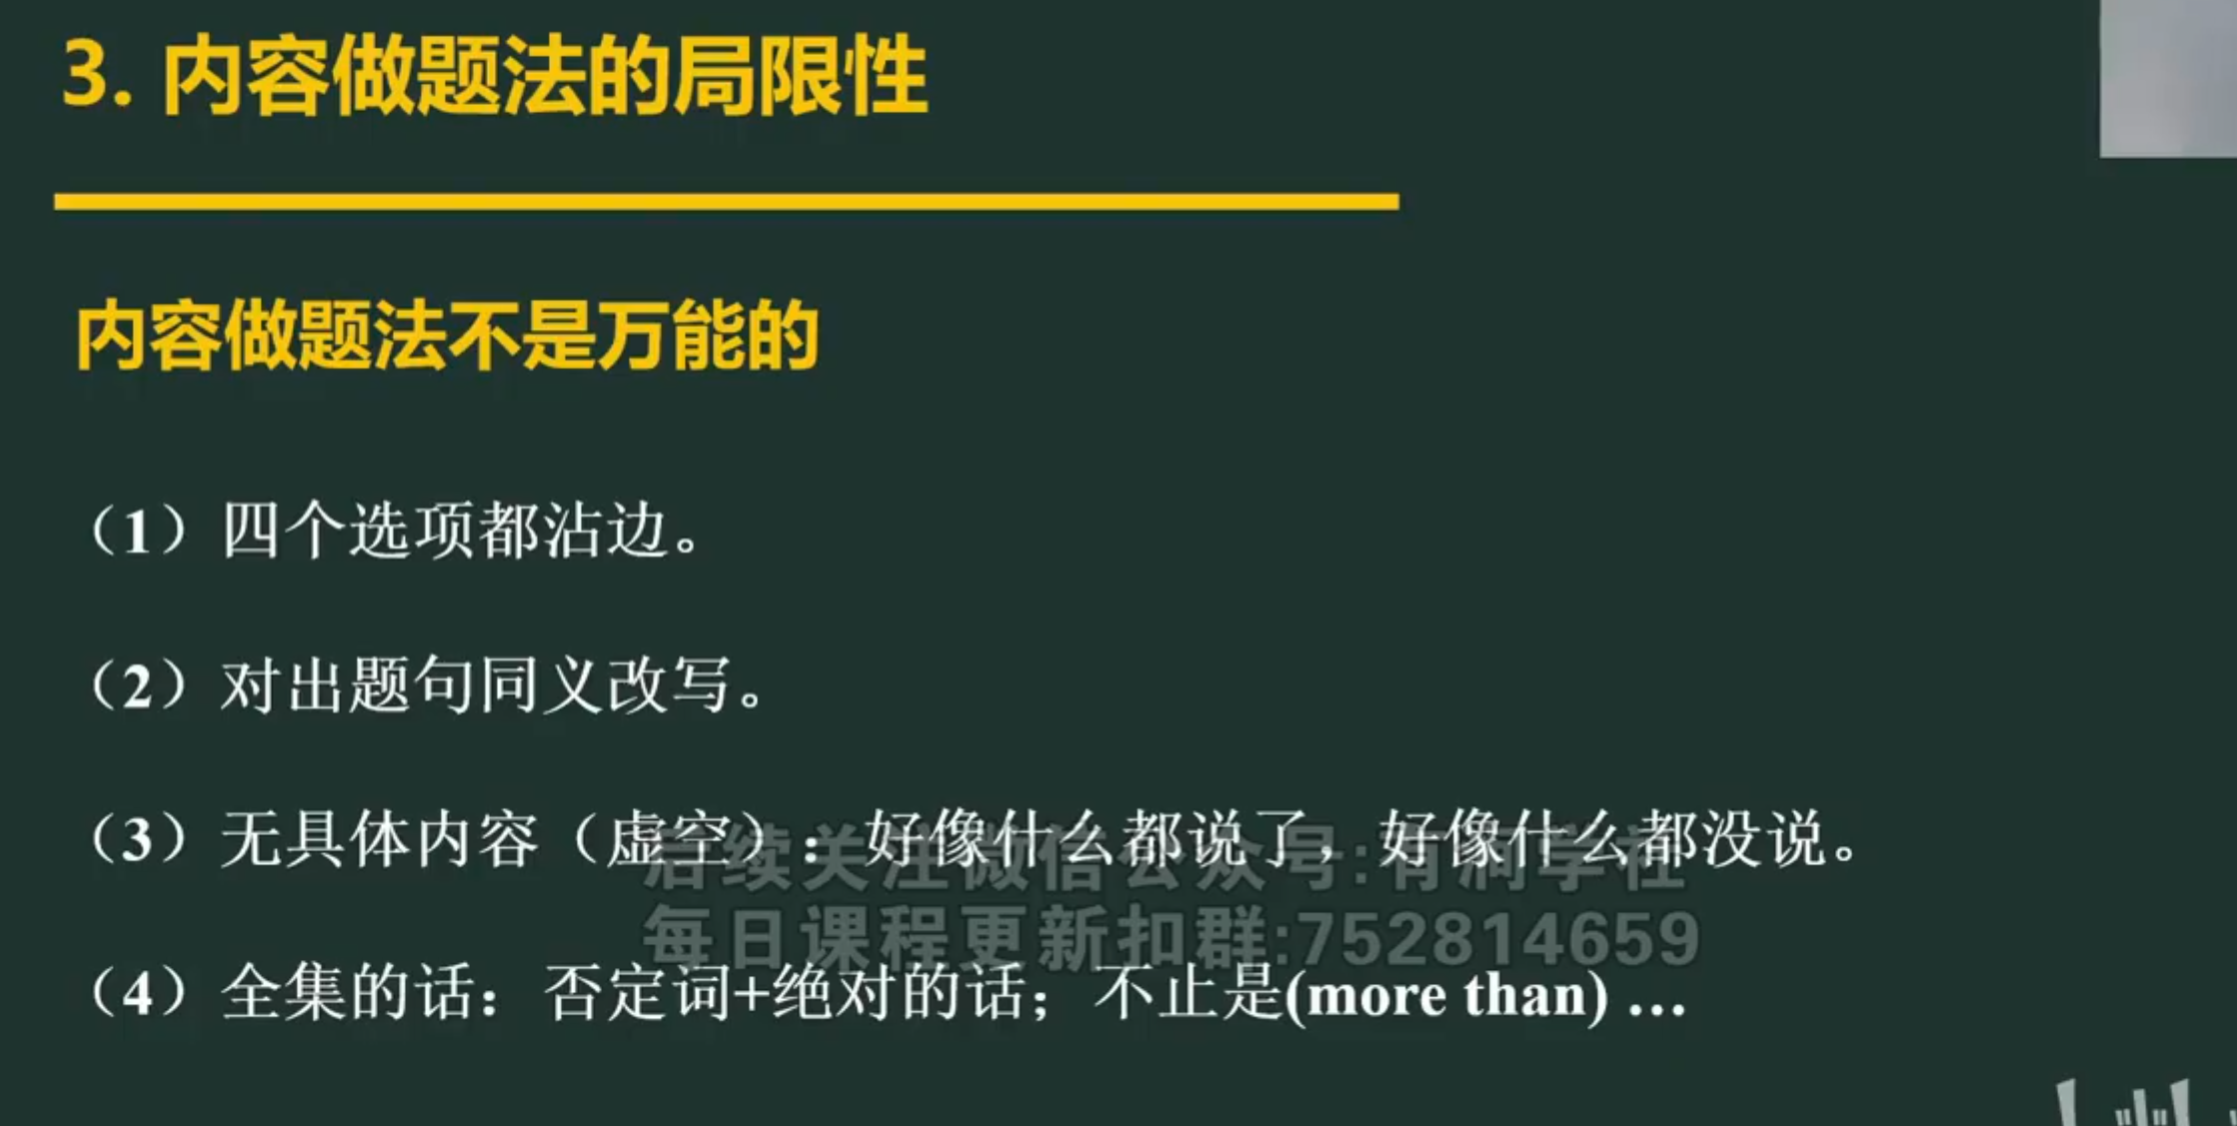 3. 内容做题法的局限性
内容做题法不是万能的
（1）四个选项都沾边。
（2）对出题句同义改写。
（3）无具体内容（虚空）：好像什么都说了，好像什么都没说。
后续关注微信公众号:有洞学社
每日课程更新扣群:752814659
（4）全集的话：否定词+绝对的话；不止是(more than) …